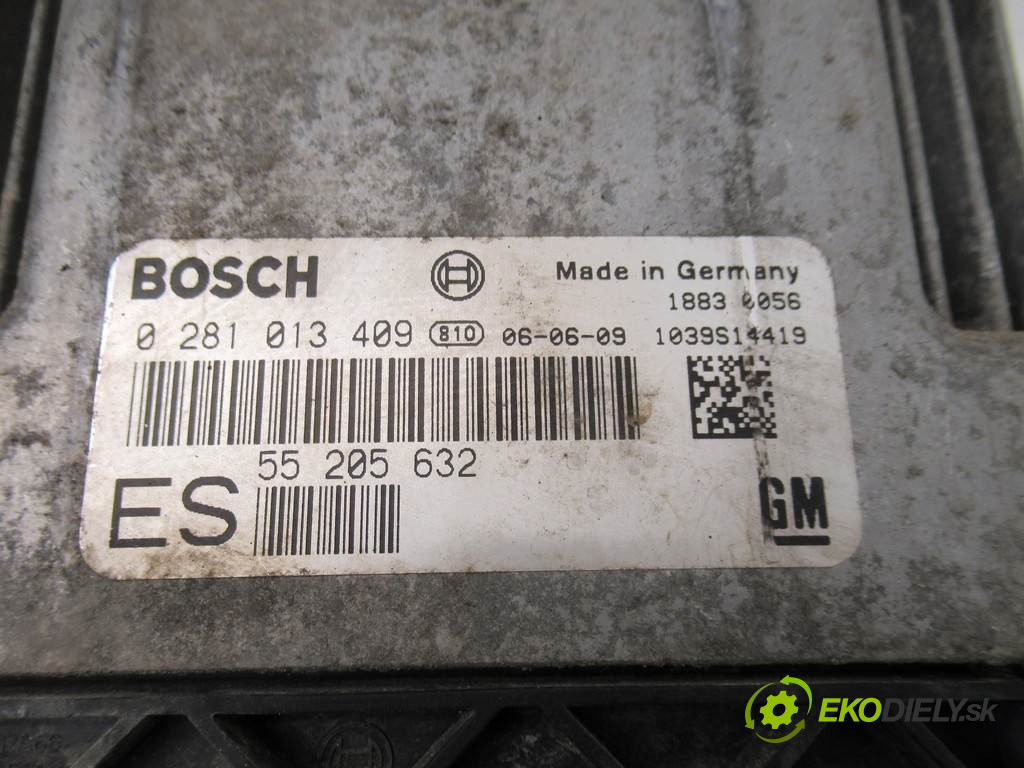 BOSCH
Made in Germany
1883 0056
0 281 013 409 810 06-06-09 1039S14419
55 205 632
ES
GM
EKODIELY.sk